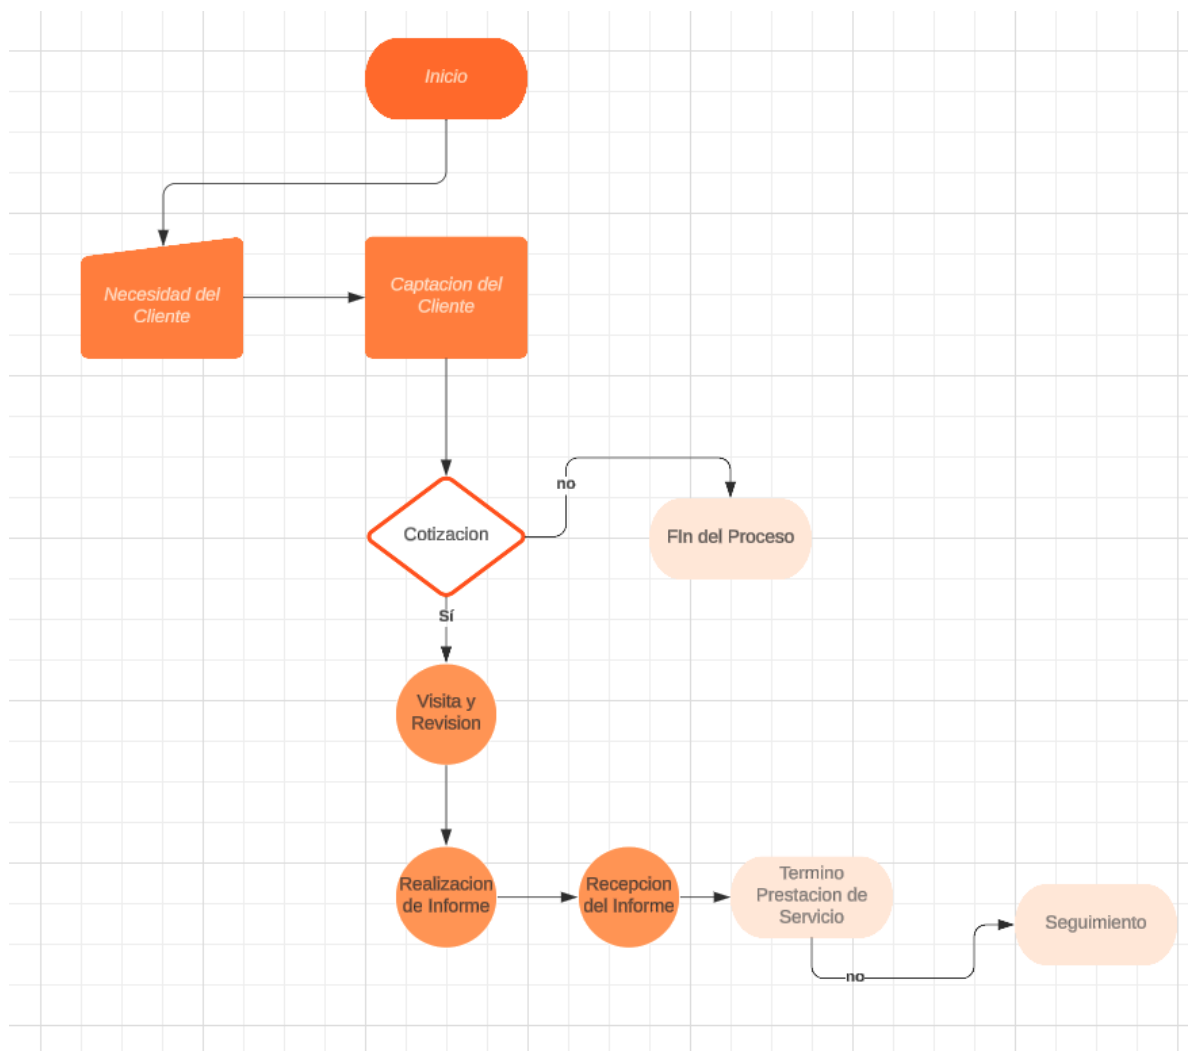 Inicio
Necesidad del
Cliente
Captacion del
Cliente
Cotizacion
no
FIn del Proceso
Sí
Visita y
Revision
Realizacion
de Informe
Recepcion
del Informe
Termino
Prestacion de
Servicio
no
Seguimiento